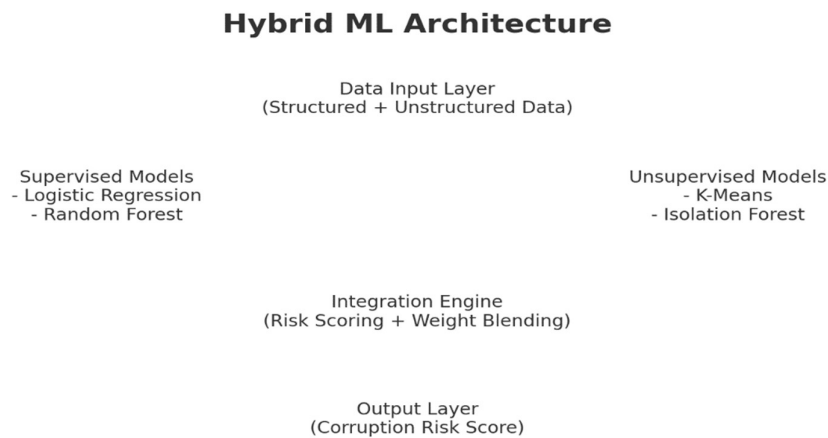 Hybrid ML Architecture
Data Input Layer
(Structured + Unstructured Data)
Supervised Models
- Logistic Regression
- Random Forest
Unsupervised Models
- K-Means
- Isolation Forest
Integration Engine
(Risk Scoring + Weight Blending)
Output Layer
(Corruption Risk Score)